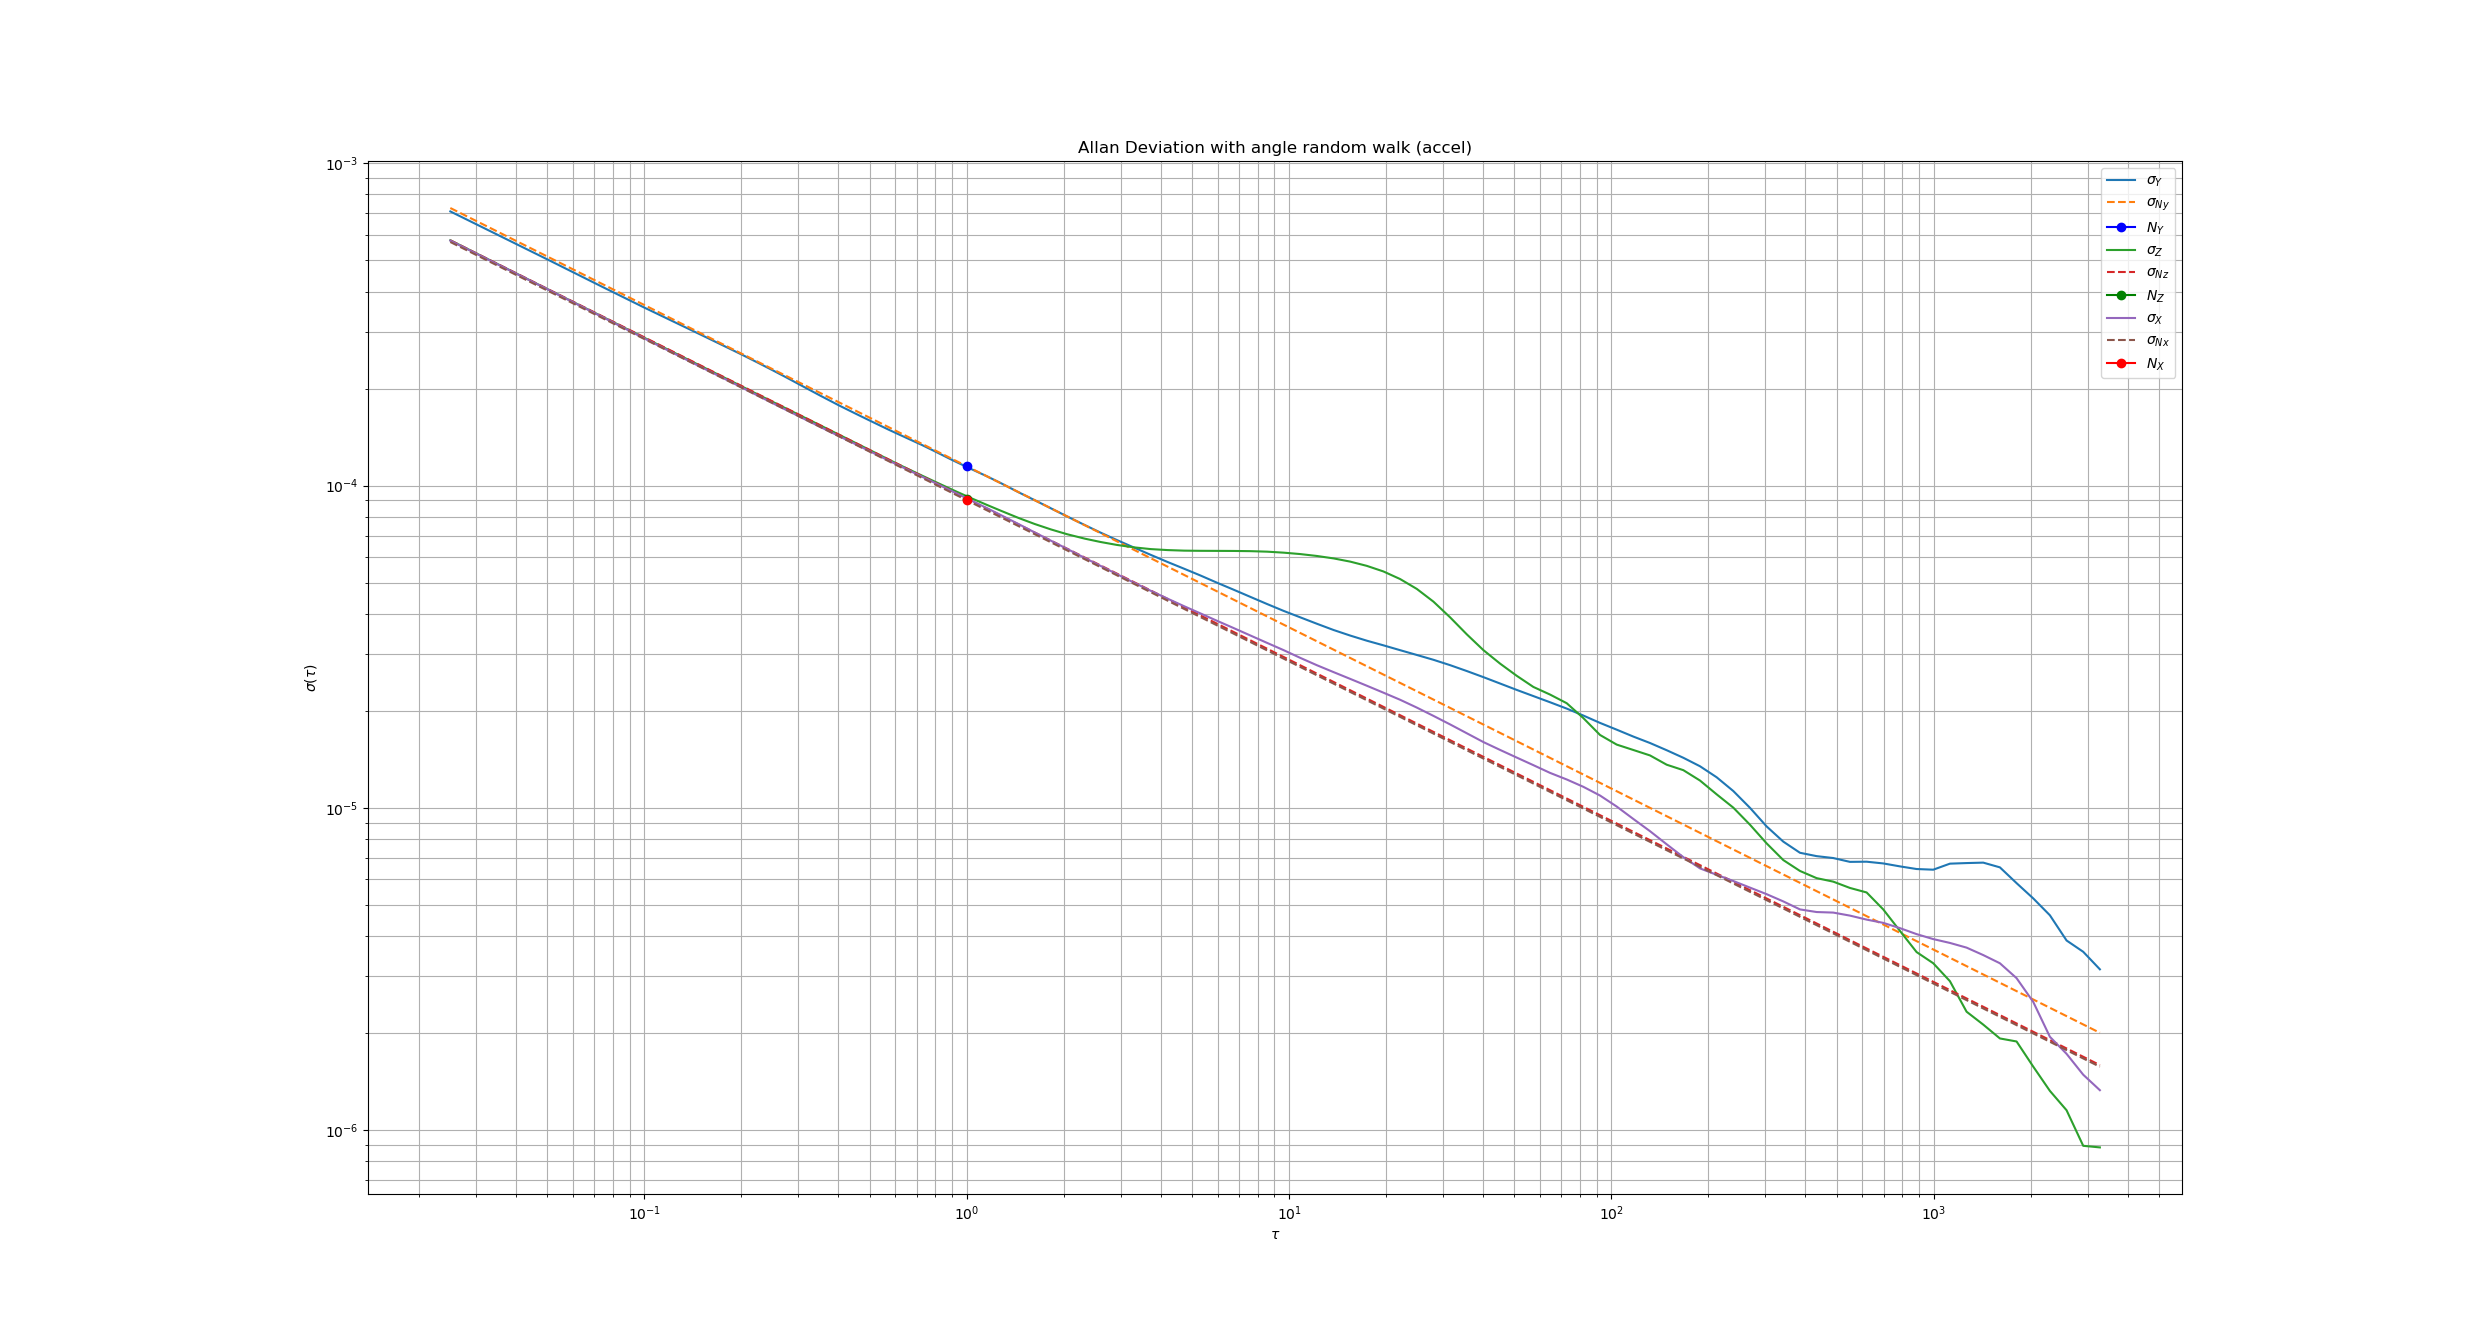 Allan Deviation with angle random walk (accel)
σ(τ)
10⁻³
10⁻⁴
10⁻⁵
10⁻⁶
σ_Y
σ_Ny
N_Y
σ_Z
σ_Nz
N_Z
σ_X
σ_Nx
N_X
10⁻¹ 10⁰ 10¹ 10² 10³
τ